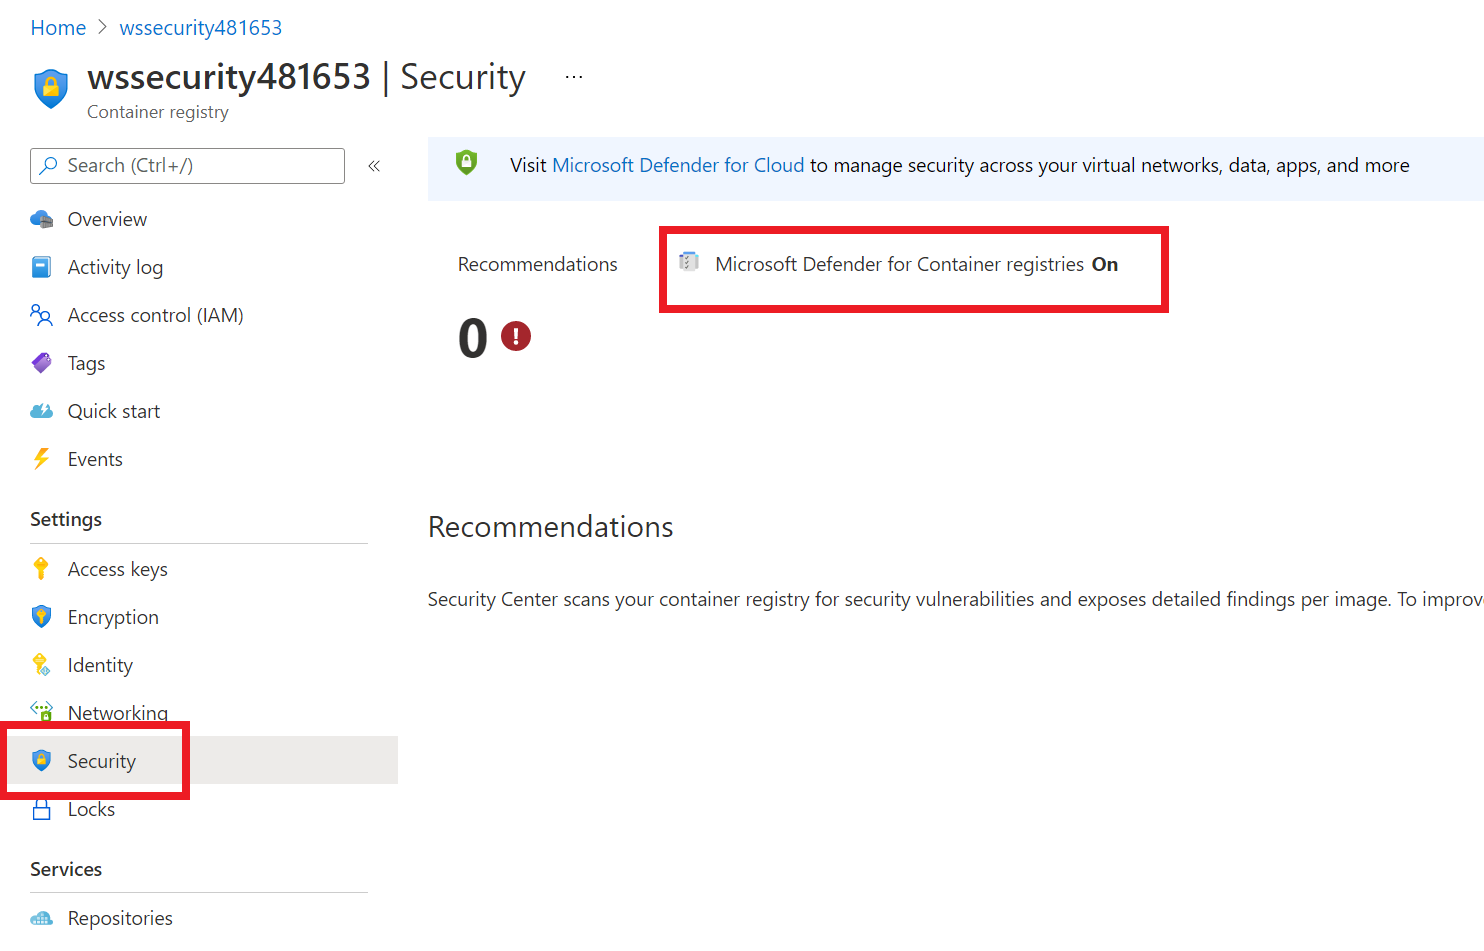 Home > wssecurity481653
wssecurity481653 | Security ...
Container registry
Search (Ctrl+/) «
Overview
Activity log
Access control (IAM)
Tags
Quick start
Events
Settings
Access keys
Encryption
Identity
Networking
Security
Locks
Services
Repositories
Visit Microsoft Defender for Cloud to manage security across your virtual networks, data, apps, and more
Recommendations
0
Microsoft Defender for Container registries On
Recommendations
Security Center scans your container registry for security vulnerabilities and exposes detailed findings per image. To improv